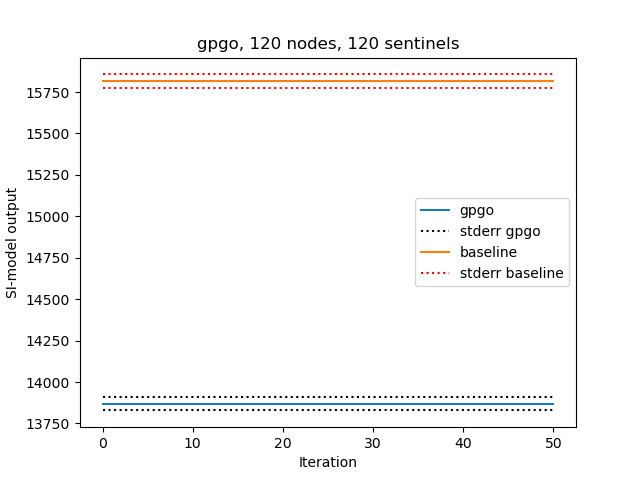 gpgo, 120 nodes, 120 sentinels
SI-model output
15750
15500
15250
15000
14750
14500
14250
14000
13750
gpgo
stderr gpgo
baseline
stderr baseline
0 10 20 30 40 50
Iteration